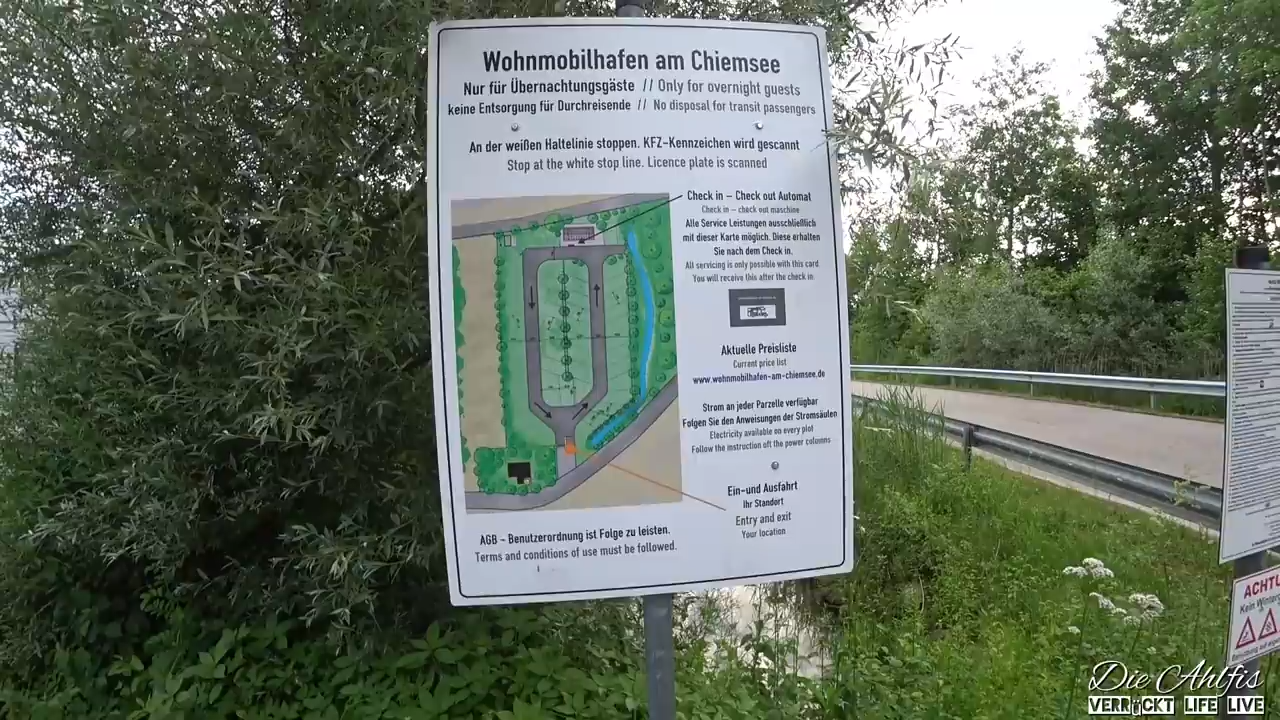 Wohnmobilhafen am Chiemsee
Nur für Übernachtungsgäste // Only for overnight guests
keine Entsorgung für Durchreisende // No disposal for transit passengers
An der weißen Haltelinie stoppen. KFZ-Kennzeichen wird gescannt
Stop at the white stop line. Licence plate is scanned
Check in – Check out Automat
Check in – check out maschine
Alle Service Leistungen ausschließlich
mit dieser Karte möglich. Diese erhalten
Sie nach dem Check in.
All servicing is only possible with this card.
You will receive this after the check in.
Aktuelle Preisliste
Current price list
www.wohnmobilhafen-am-chiemsee.de
Strom an jeder Parzelle verfügbar
Folgen Sie den Anweisungen der Stromsäulen
Electricity available on every plot
Follow the instruction oft the power columns
Ein-und Ausfahrt
Ihr Standort
Entry and exit
Your location
AGB - Benutzerordnung ist Folge zu leisten.
Terms and conditions of use must be followed.
ACHTU
Kein Winter
Die Ahlfis
VERRÜCKT LIFE LIVE